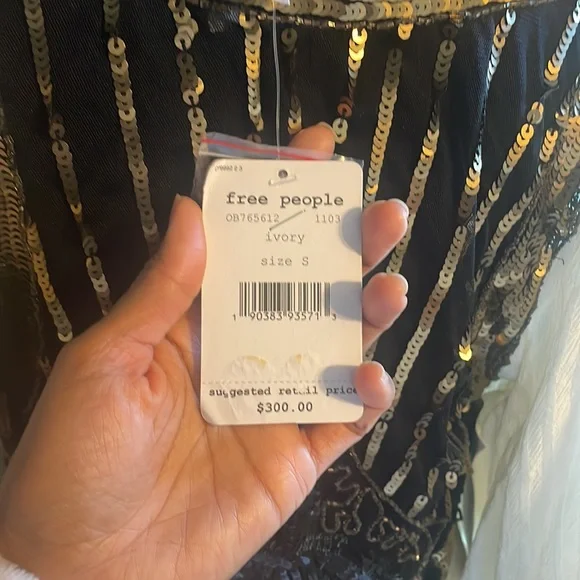 free people
OB765612 1103
ivory
size S
1 90383 93571 3
suggested retail price
$300.00